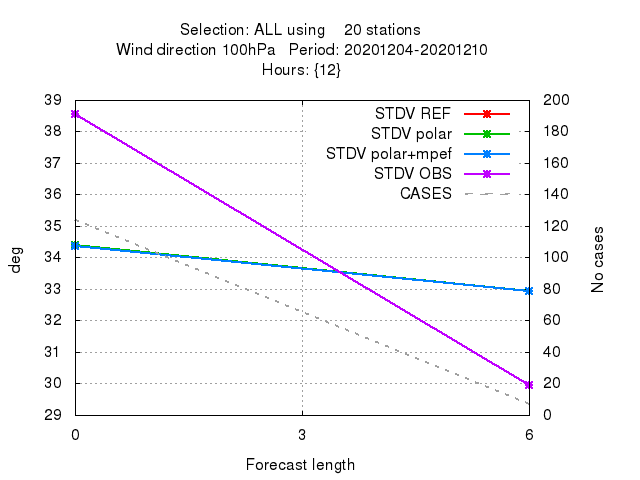 Selection: ALL using    20 stations
Wind direction 100hPa   Period: 20201204-20201210
Hours: {12}
STDV REF
STDV polar
STDV polar+mpef
STDV OBS
CASES
39
38
37
36
35
34
33
32
31
30
29
200
180
160
140
120
100
80
60
40
20
0
deg
No cases
0
3
6
Forecast length